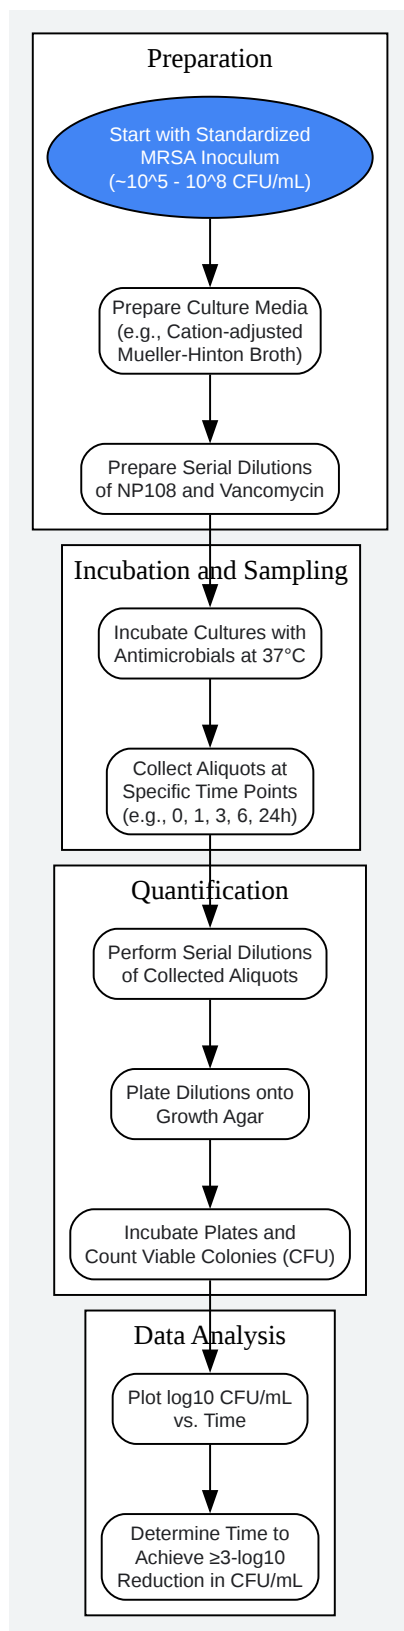 Preparation
Start with Standardized
MRSA Inoculum
(~10^5 - 10^8 CFU/mL)
Prepare Culture Media
(e.g., Cation-adjusted
Mueller-Hinton Broth)
Prepare Serial Dilutions
of NP108 and Vancomycin
Incubation and Sampling
Incubate Cultures with
Antimicrobials at 37°C
Collect Aliquots at
Specific Time Points
(e.g., 0, 1, 3, 6, 24h)
Quantification
Perform Serial Dilutions
of Collected Aliquots
Plate Dilutions onto
Growth Agar
Incubate Plates and
Count Viable Colonies (CFU)
Data Analysis
Plot log10 CFU/mL
vs. Time
Determine Time to
Achieve ≥3-log10
Reduction in CFU/mL